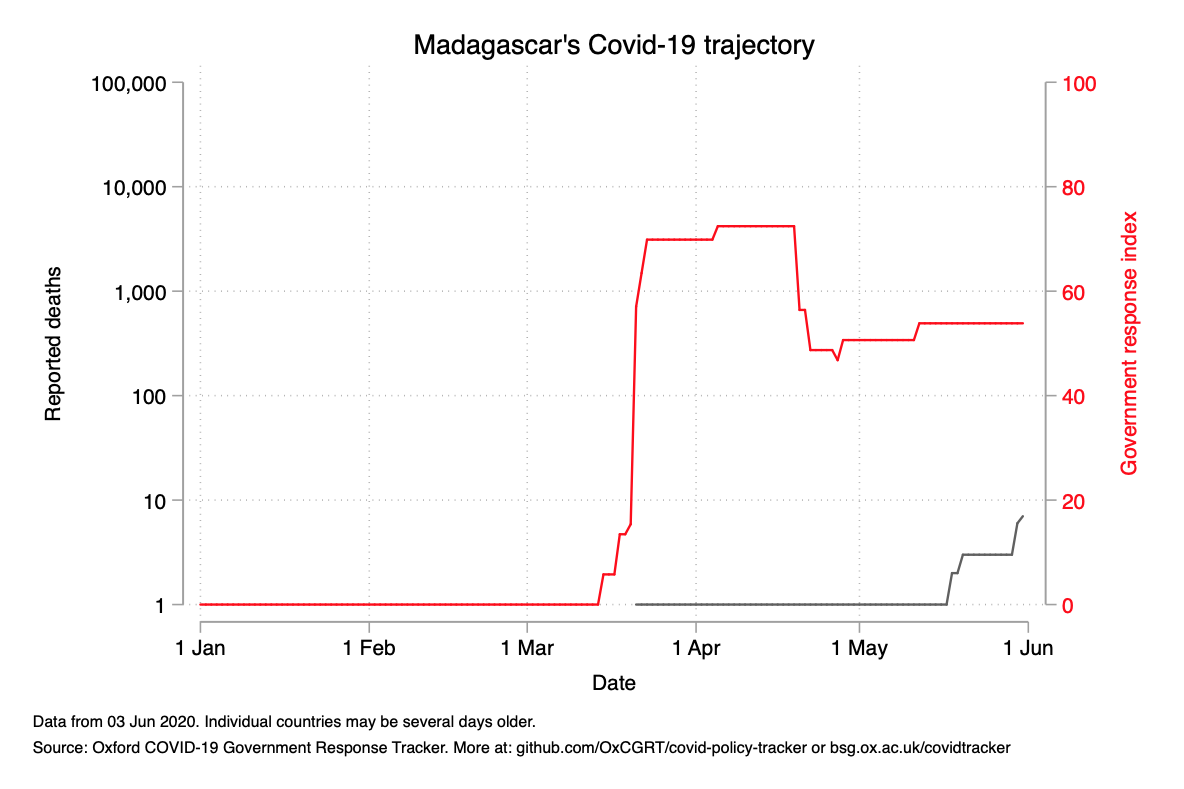 Madagascar's Covid-19 trajectory
100,000
10,000
1,000
100
10
1
Reported deaths
100
80
60
40
20
0
Government response index
1 Jan 1 Feb 1 Mar 1 Apr 1 May 1 Jun
Date
Data from 03 Jun 2020. Individual countries may be several days older.
Source: Oxford COVID-19 Government Response Tracker. More at: github.com/OxCGRT/covid-policy-tracker or bsg.ox.ac.uk/covidtracker